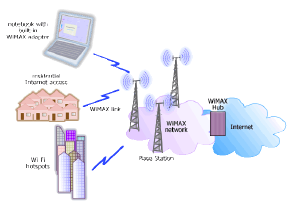 notebook with
built in
WiMAX adapter
residential
Internet access
WiMAX link
WiMAX
Hub
WiMAX
network
Internet
Base Station
Wi Fi
hotspots